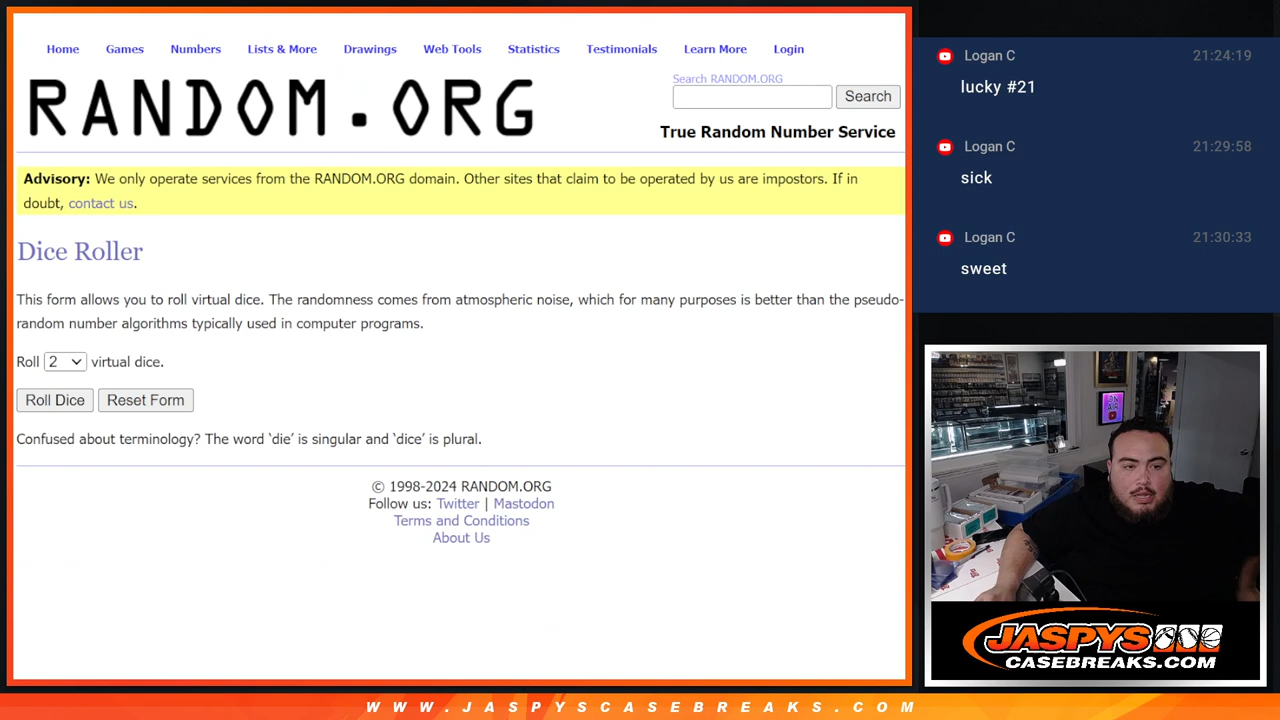 Home Games Numbers Lists & More Drawings Web Tools Statistics Testimonials Learn More Login
RANDOM.ORG
Search RANDOM.ORG
Search
True Random Number Service
Advisory: We only operate services from the RANDOM.ORG domain. Other sites that claim to be operated by us are impostors. If in
doubt, contact us.
Dice Roller
This form allows you to roll virtual dice. The randomness comes from atmospheric noise, which for many purposes is better than the pseudo-
random number algorithms typically used in computer programs.
Roll 2 virtual dice.
Roll Dice Reset Form
Confused about terminology? The word ‘die’ is singular and ‘dice’ is plural.
© 1998-2024 RANDOM.ORG
Follow us: Twitter | Mastodon
Terms and Conditions
About Us
Logan C 21:24:19
lucky #21
Logan C 21:29:58
sick
Logan C 21:30:33
sweet
JASPYS
CASEBREAKS.COM
WWW.JASPYSCASEBREAKS.COM